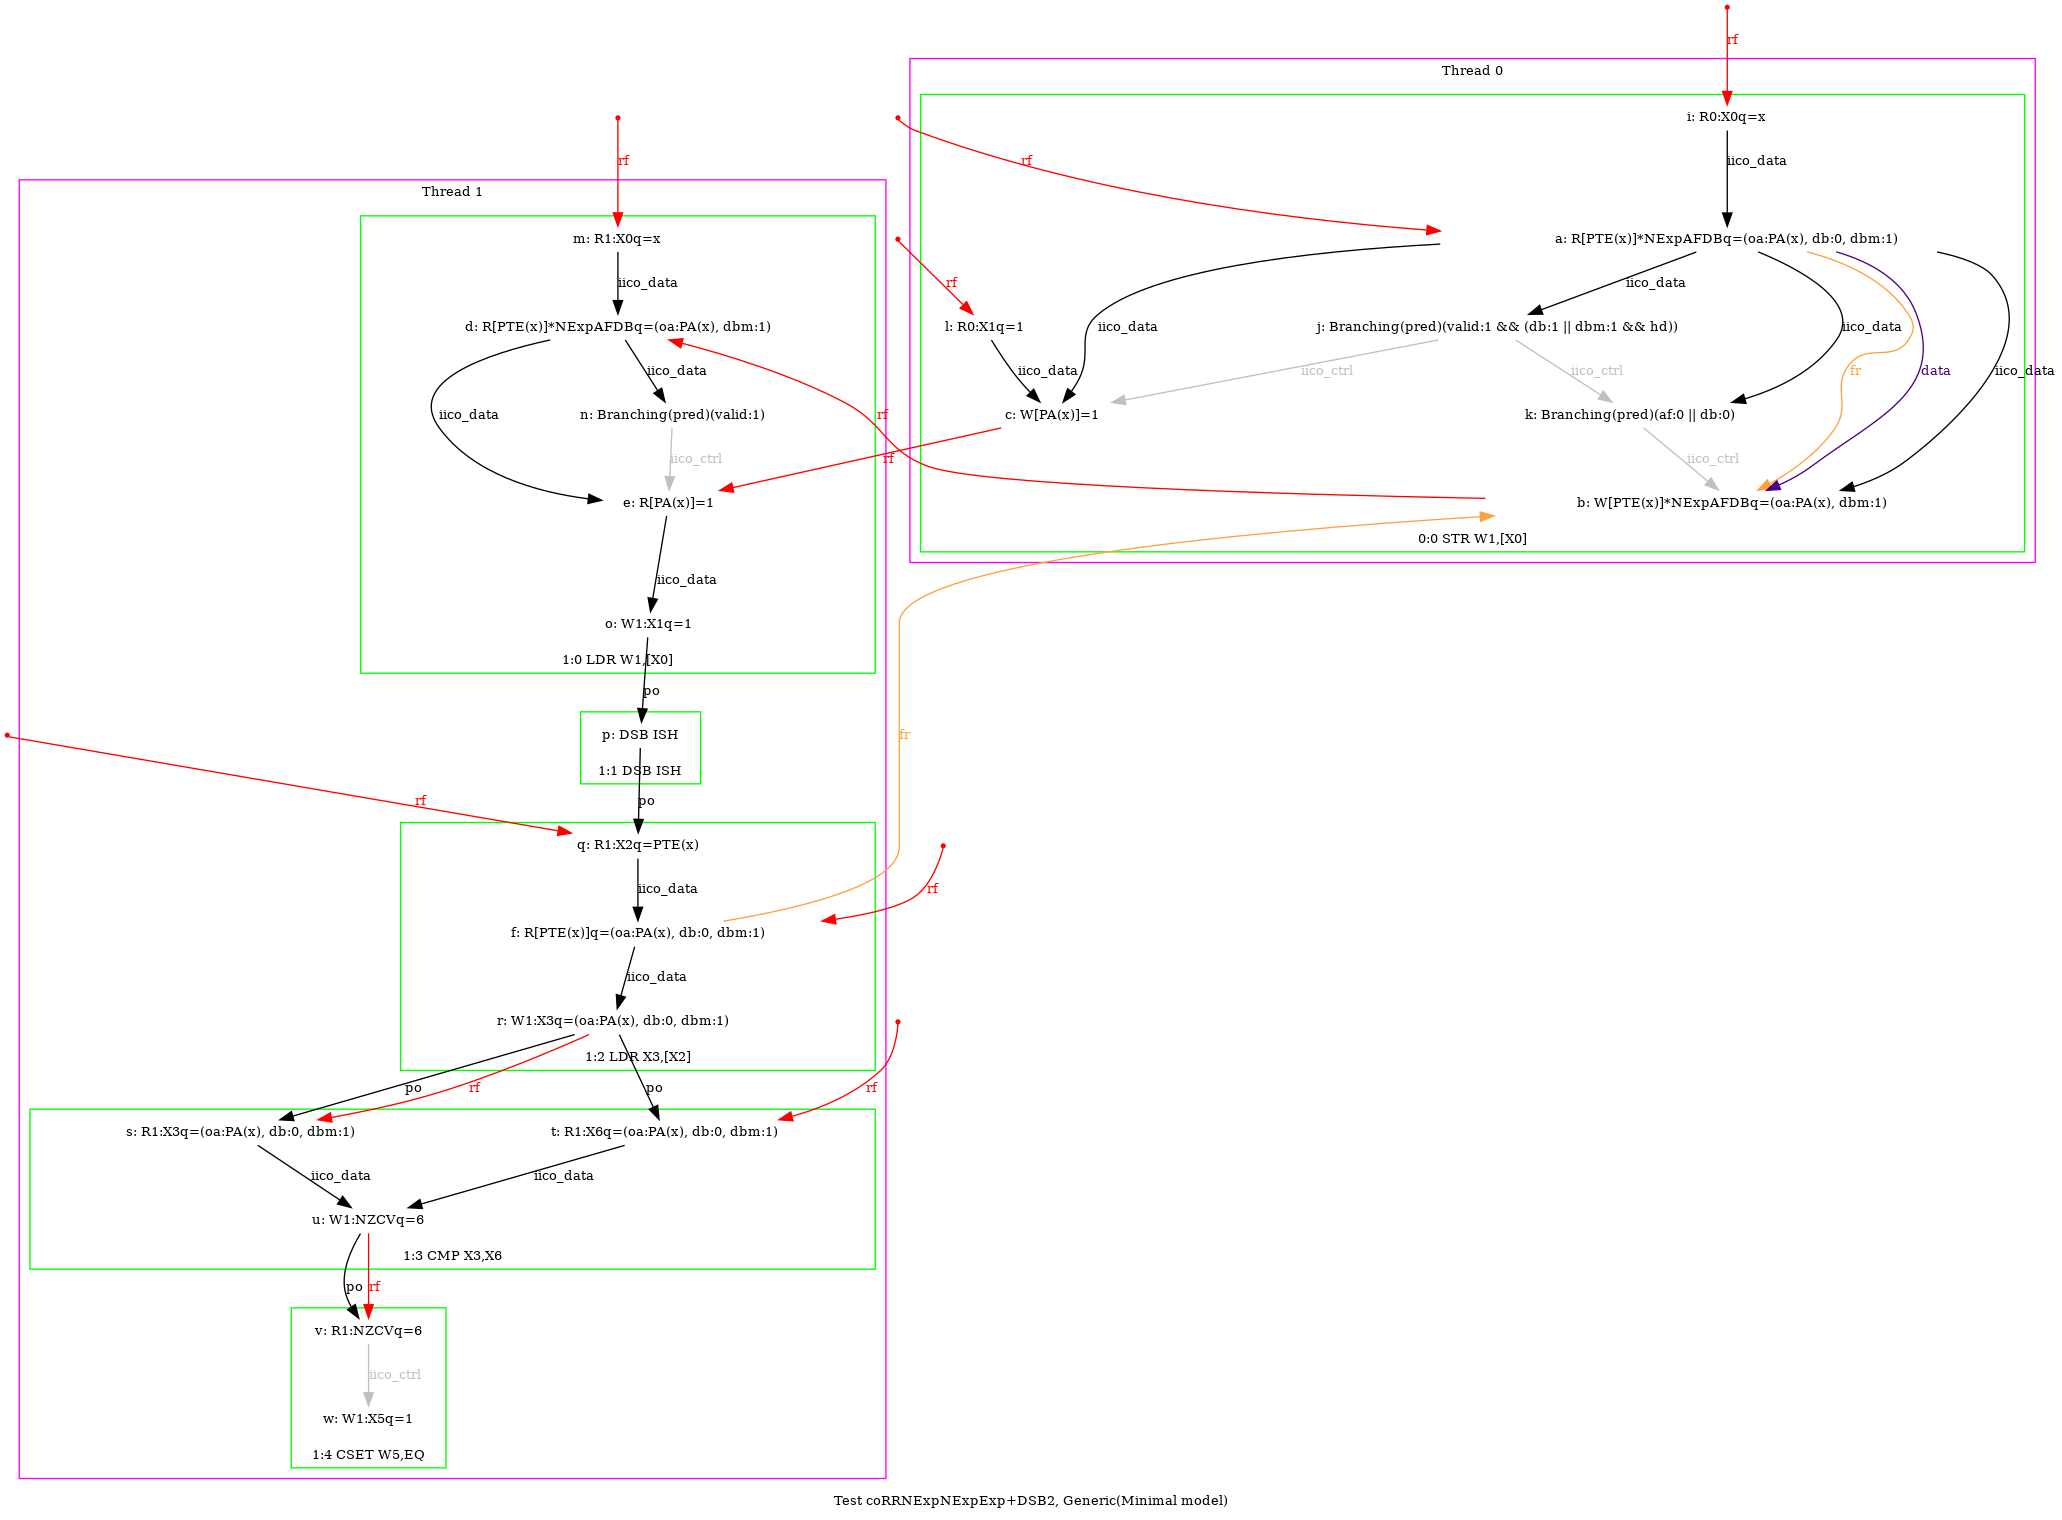 rf
Thread 0
i: R0:X0q=x
rf
rf
iico_data
rf
Thread 1
m: R1:X0q=x
a: R[PTE(x)]*NExpAFDBq=(oa:PA(x), db:0, dbm:1)
iico_data
rf
iico_data
d: R[PTE(x)]*NExpAFDBq=(oa:PA(x), dbm:1)
l: R0:X1q=1
iico_data
j: Branching(pred)(valid:1 && (db:1 || dbm:1 && hd))
iico_data
iico_data
iico_data
iico_ctrl
iico_ctrl
fr
data
iico_data
iico_data
n: Branching(pred)(valid:1)
rf
c: W[PA(x)]=1
k: Branching(pred)(af:0 || db:0)
iico_ctrl
rf
iico_ctrl
e: R[PA(x)]=1
b: W[PTE(x)]*NExpAFDBq=(oa:PA(x), dbm:1)
0:0 STR W1,[X0]
iico_data
o: W1:X1q=1
1:0 LDR W1,[X0]
po
p: DSB ISH
fr
1:1 DSB ISH
rf
po
q: R1:X2q=PTE(x)
iico_data
rf
f: R[PTE(x)]q=(oa:PA(x), db:0, dbm:1)
iico_data
r: W1:X3q=(oa:PA(x), db:0, dbm:1)
1:2 LDR X3,[X2]
po
rf
po
rf
s: R1:X3q=(oa:PA(x), db:0, dbm:1)
t: R1:X6q=(oa:PA(x), db:0, dbm:1)
iico_data
iico_data
u: W1:NZCVq=6
1:3 CMP X3,X6
po
rf
v: R1:NZCVq=6
iico_ctrl
w: W1:X5q=1
1:4 CSET W5,EQ
Test coRRNExpNExpExp+DSB2, Generic(Minimal model)